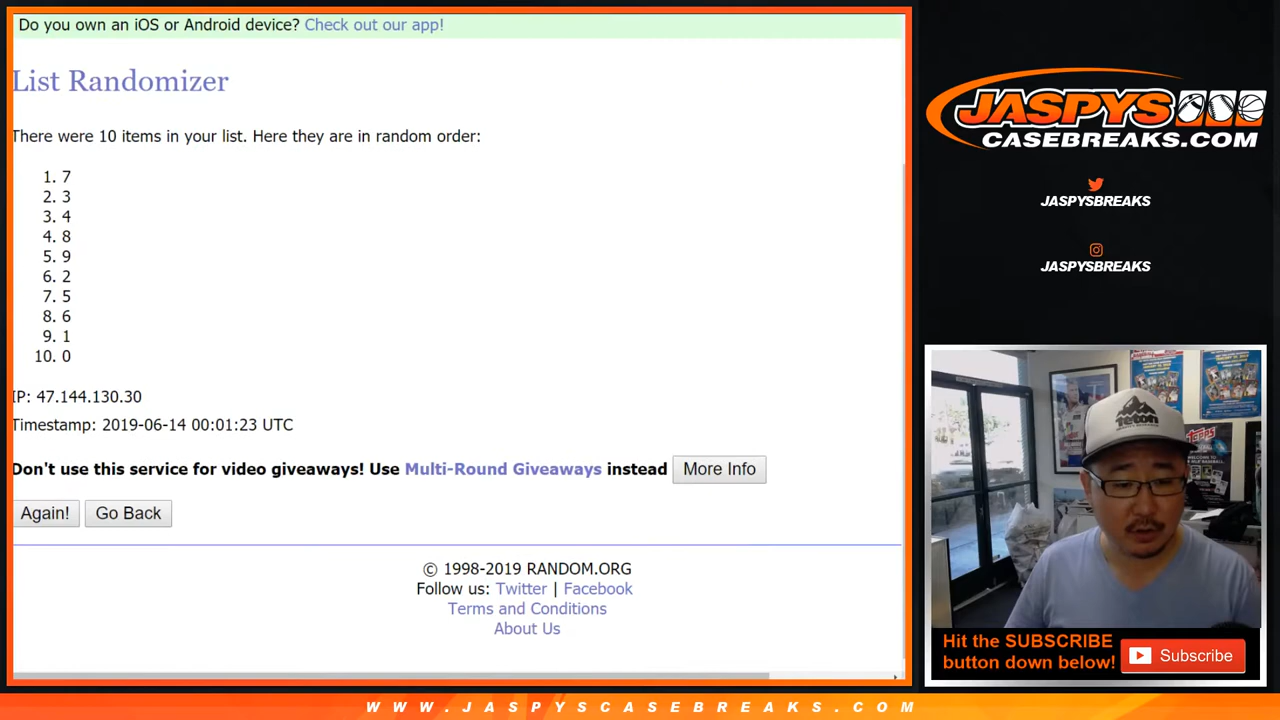 Do you own an iOS or Android device? Check out our app!
List Randomizer
There were 10 items in your list. Here they are in random order:
1. 7
2. 3
3. 4
4. 8
5. 9
6. 2
7. 5
8. 6
9. 1
10. 0
IP: 47.144.130.30
Timestamp: 2019-06-14 00:01:23 UTC
Don't use this service for video giveaways! Use Multi-Round Giveaways instead More Info
Again! Go Back
© 1998-2019 RANDOM.ORG
Follow us: Twitter | Facebook
Terms and Conditions
About Us
JASPYS
CASEBREAKS.COM
JASPYSBREAKS
JASPYSBREAKS
Teton
TOPPS
Hit the SUBSCRIBE
button down below!
Subscribe
WWW.JASPYSCASEBREAKS.COM